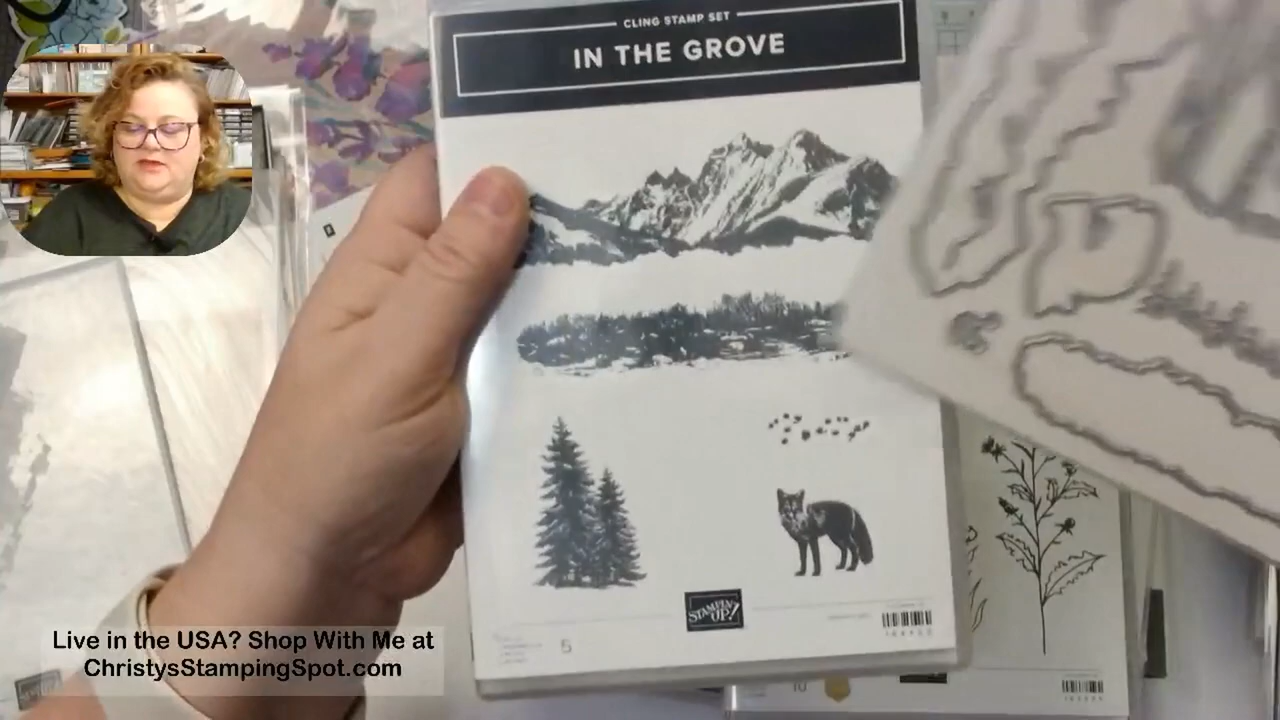 CLING STAMP SET
IN THE GROVE
STAMPIN' UP!
5
10
Live in the USA? Shop With Me at
ChristysStampingSpot.com